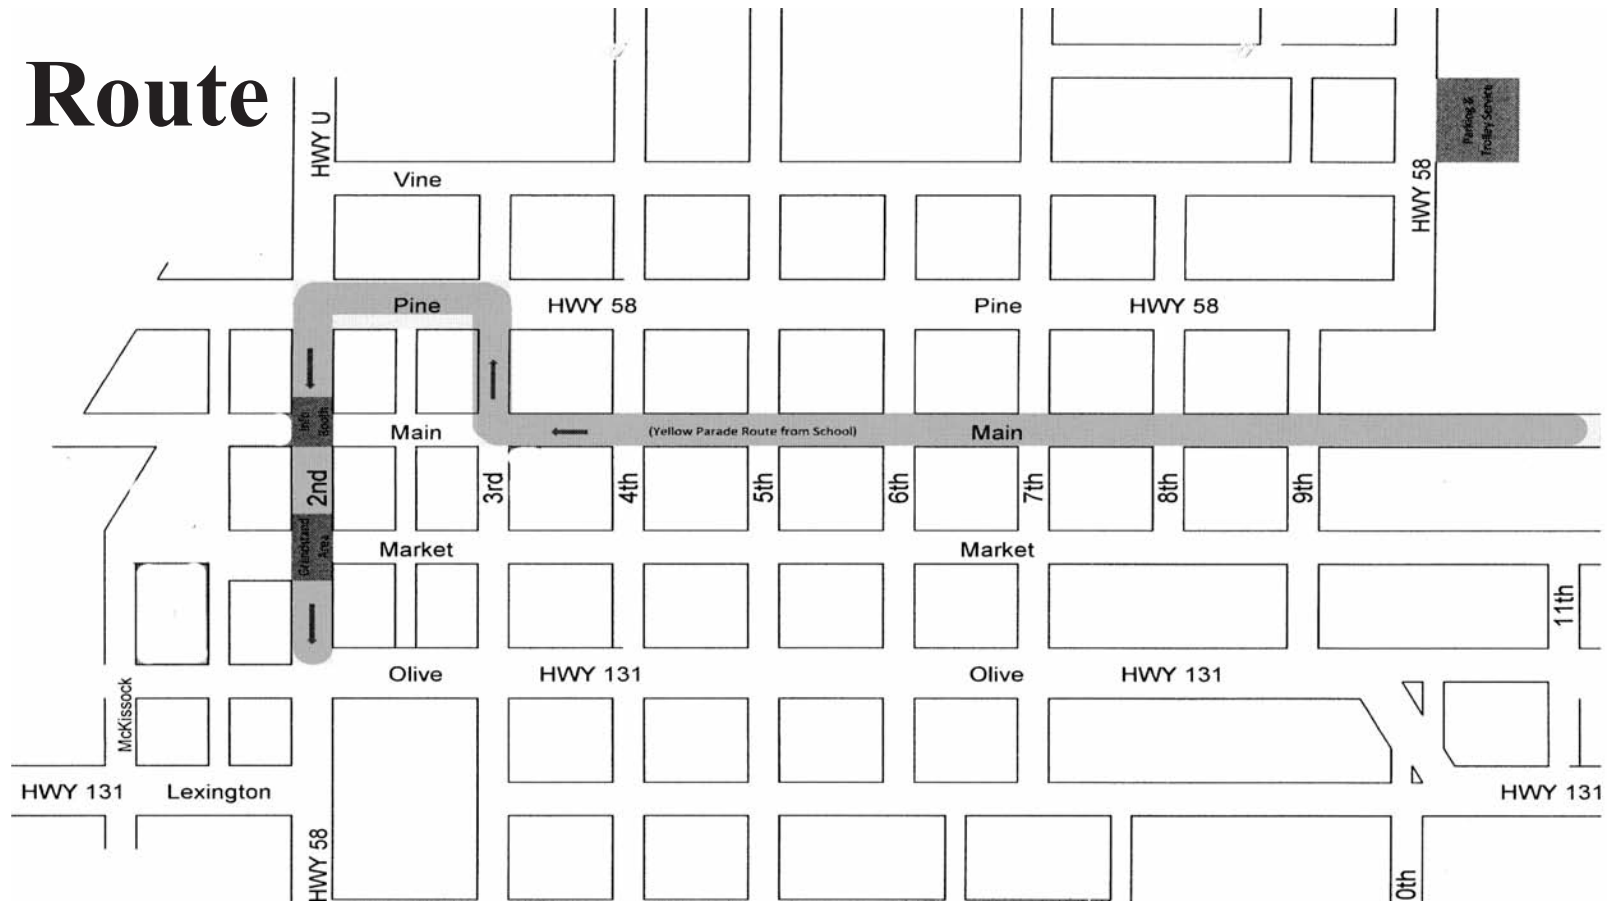 Route
HWY U
Parking &
Trolley Service
HWY 58
Vine
Pine
HWY 58
Pine
HWY 58
Info
Booth
Main
(Yellow Parade Route from School)
Main
2nd
3rd
4th
5th
6th
7th
8th
9th
Grandstand
Area
Market
Market
11th
Olive
HWY 131
Olive
HWY 131
McKissock
HWY 131
Lexington
HWY 131
HWY 58
0th